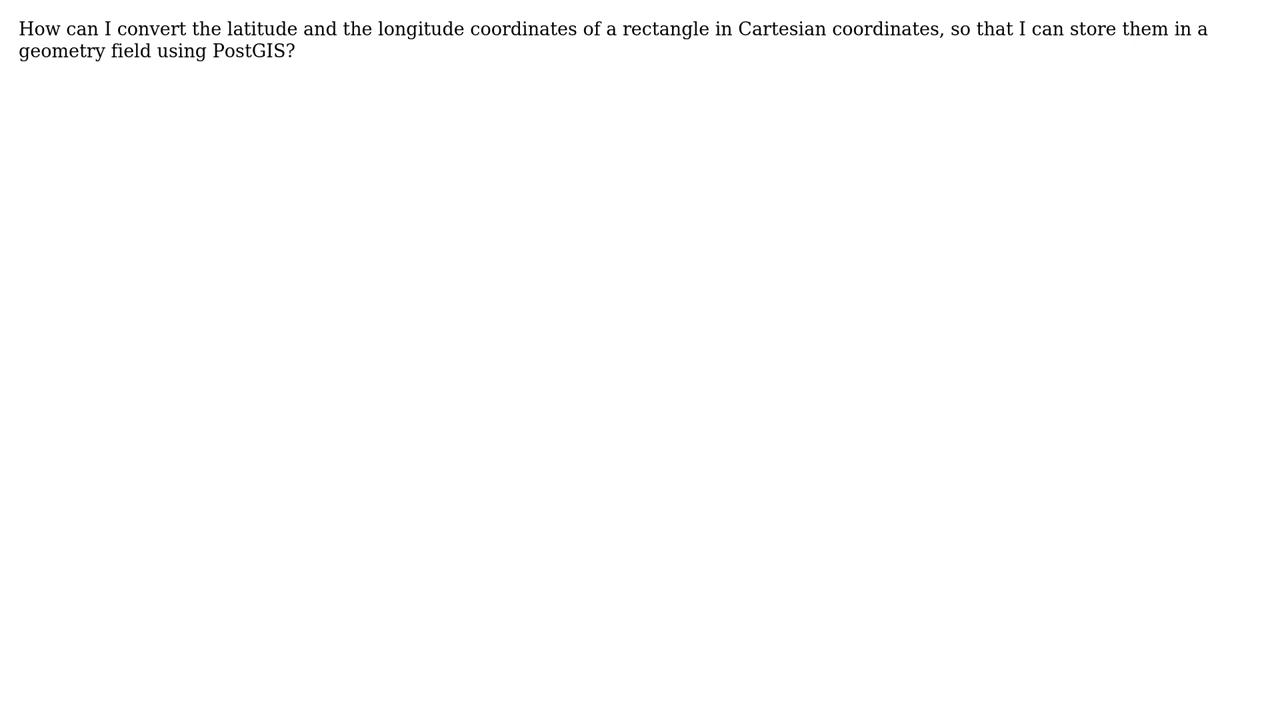 How can I convert the latitude and the longitude coordinates of a rectangle in Cartesian coordinates, so that I can store them in a
geometry field using PostGIS?